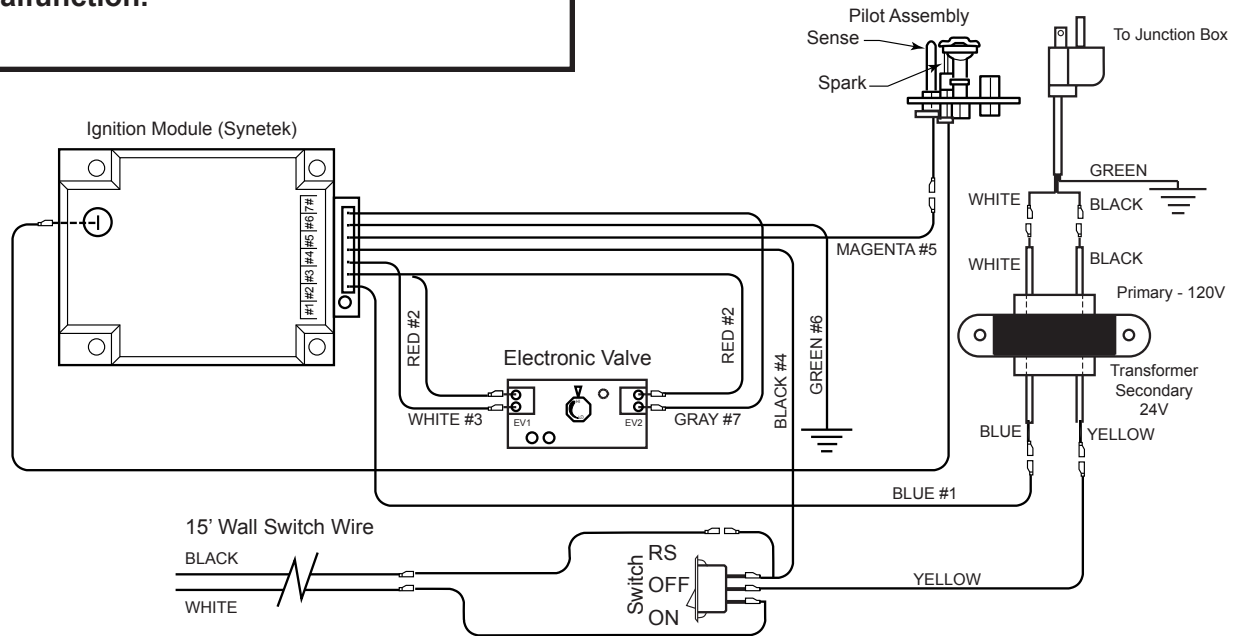 alfunction.
Pilot Assembly
Sense
Spark
To Junction Box
Ignition Module (Synetek)
#1 #2 #3 #4 #5 #6 7#
GREEN
WHITE
BLACK
MAGENTA #5
WHITE
BLACK
Primary - 120V
RED #2
RED #2
BLACK #4
GREEN #6
Electronic Valve
Transformer
Secondary
24V
WHITE #3
EV1
EV2
GRAY #7
BLUE
YELLOW
BLUE #1
15' Wall Switch Wire
BLACK
WHITE
Switch
RS
OFF
ON
YELLOW